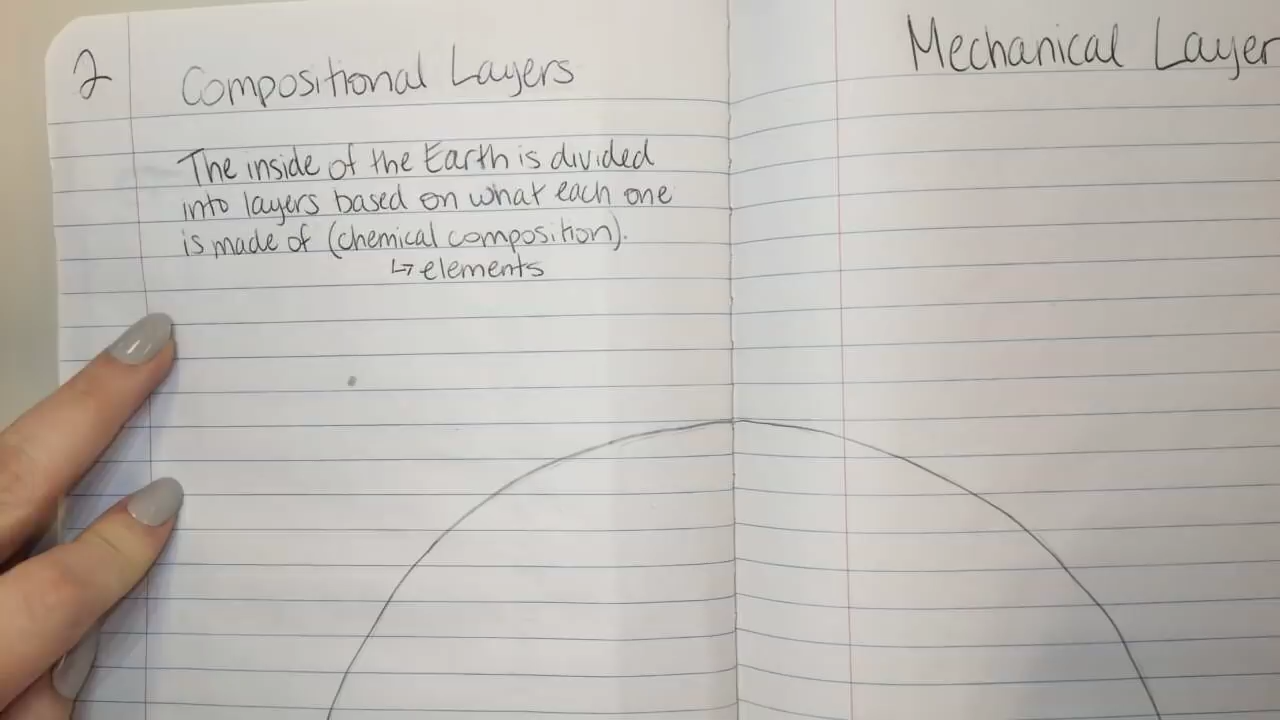 2
Compositional Layers
The inside of the Earth is divided
into layers based on what each one
is made of (chemical composition).
↳ elements
Mechanical Layer